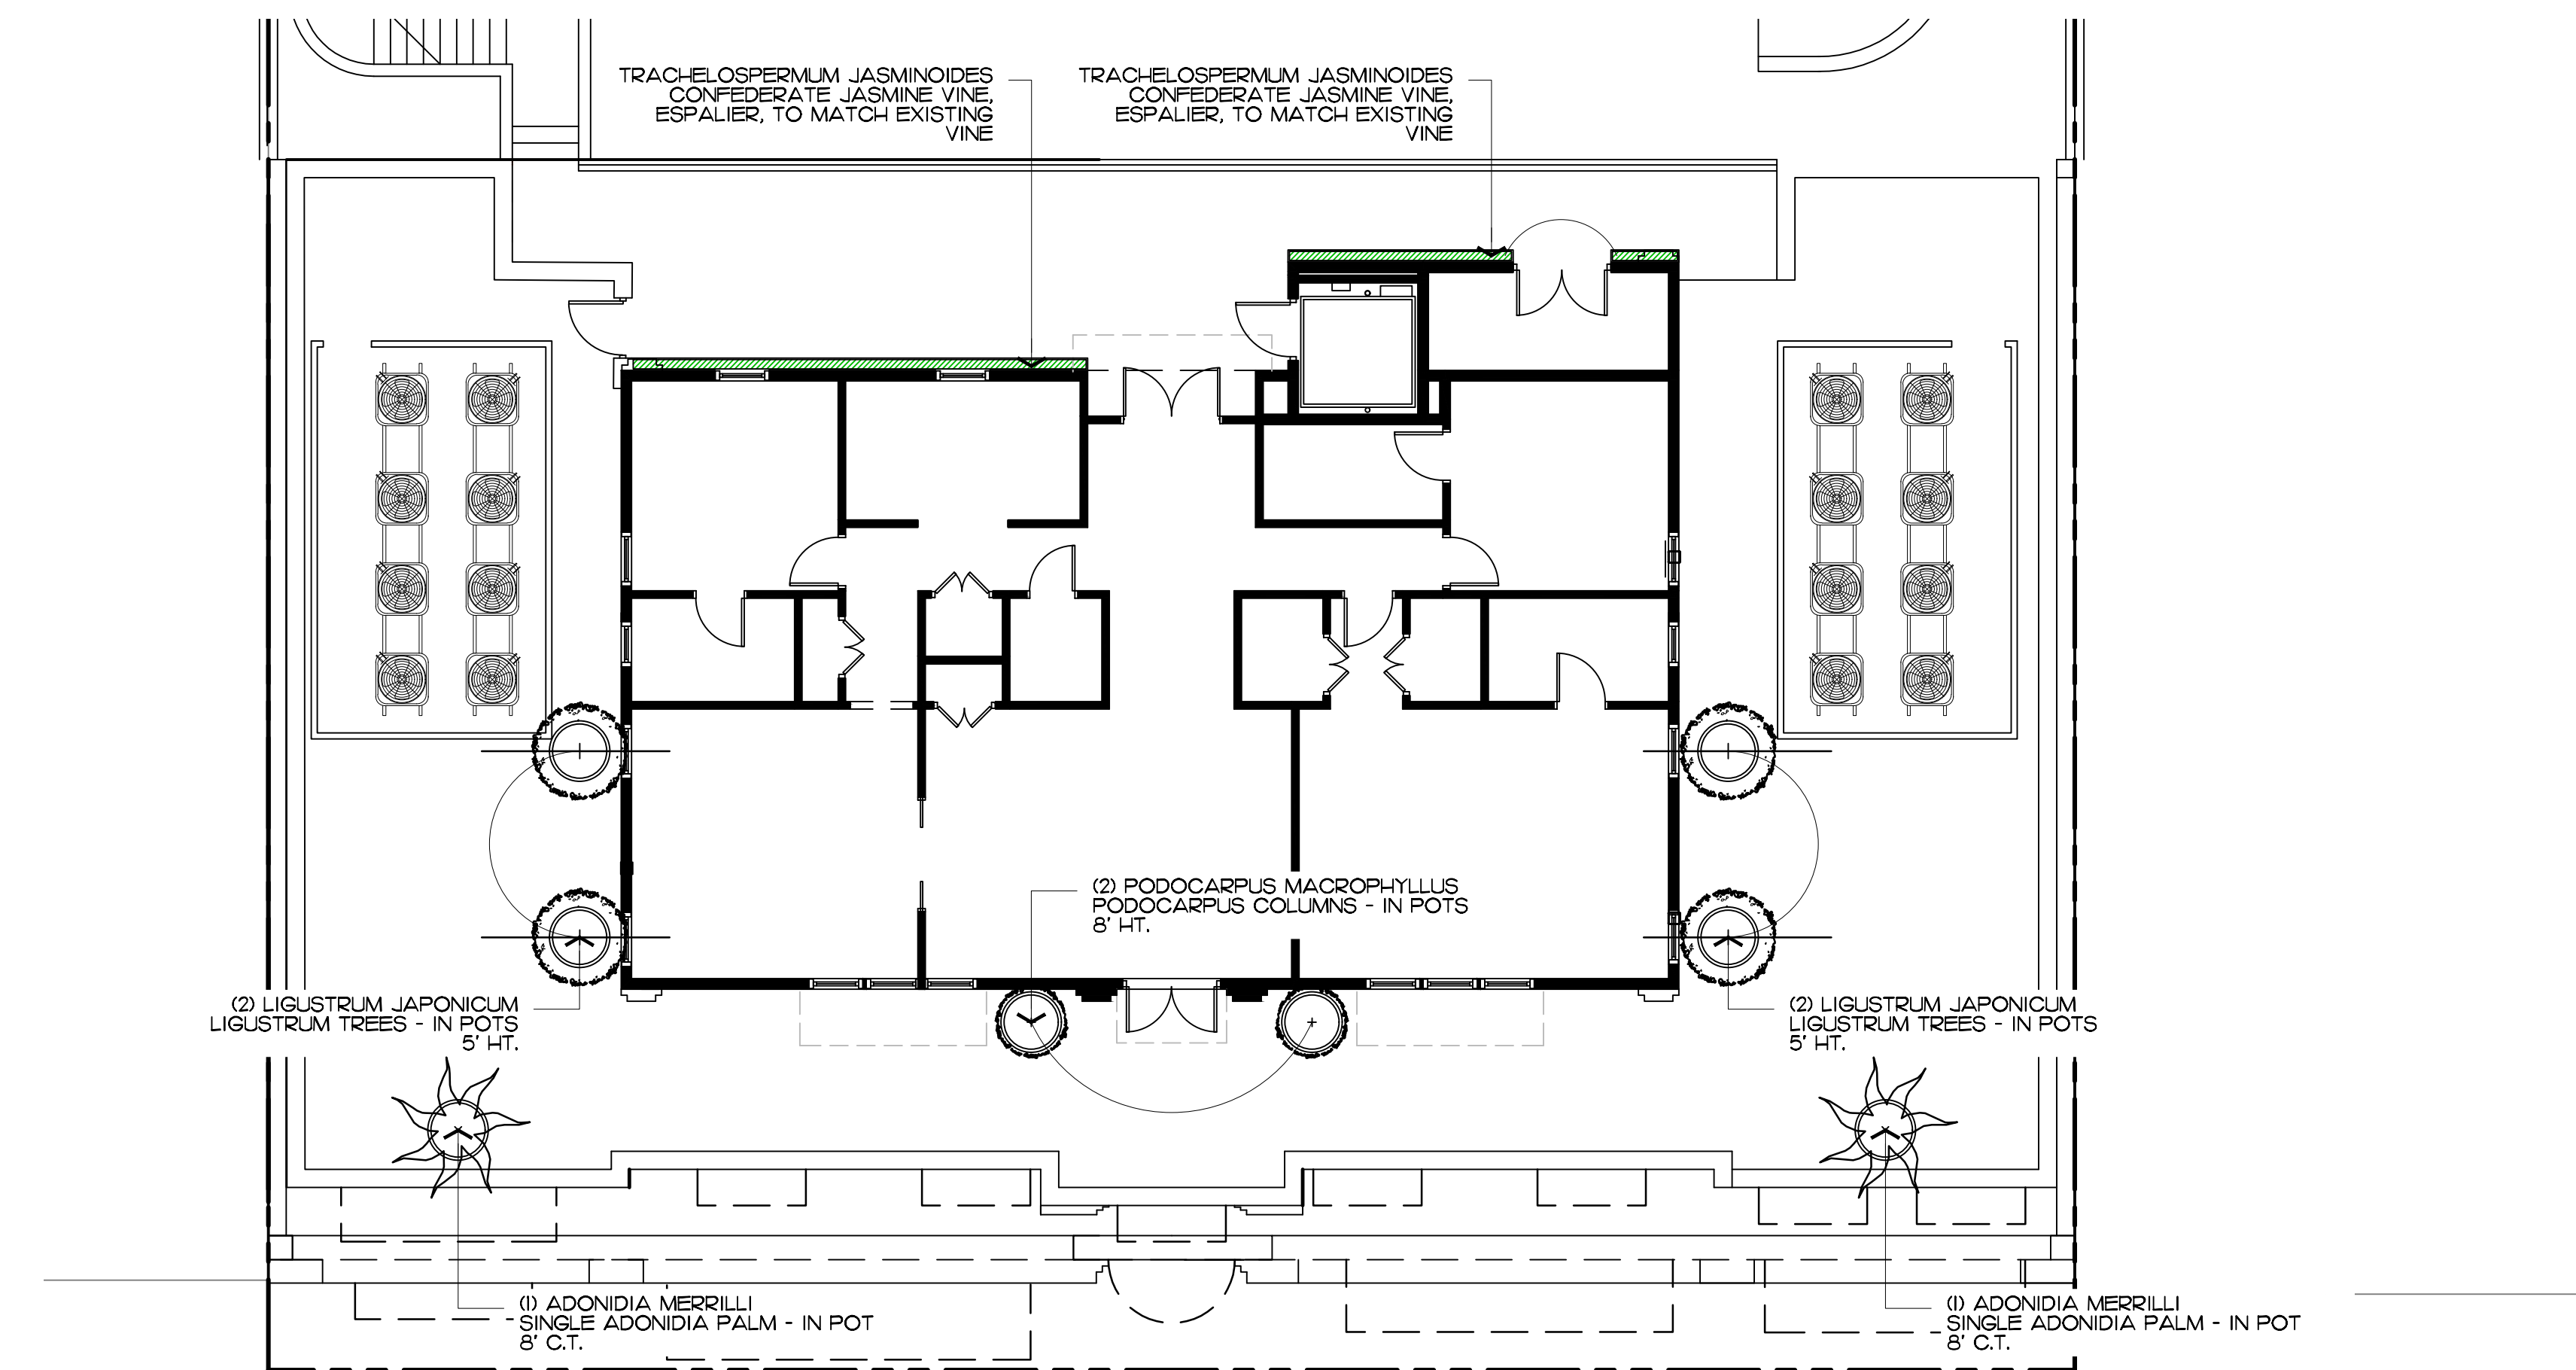 TRACHELOSPERMUM JASMINOIDES
CONFEDERATE JASMINE VINE,
ESPALIER, TO MATCH EXISTING
VINE
TRACHELOSPERMUM JASMINOIDES
CONFEDERATE JASMINE VINE,
ESPALIER, TO MATCH EXISTING
VINE
(2) PODOCARPUS MACROPHYLLUS
PODOCARPUS COLUMNS - IN POTS
8' HT.
(2) LIGUSTRUM JAPONICUM
LIGUSTRUM TREES - IN POTS
5' HT.
(2) LIGUSTRUM JAPONICUM
LIGUSTRUM TREES - IN POTS
5' HT.
(1) ADONIDIA MERRILLI
SINGLE ADONIDIA PALM - IN POT
8' C.T.
(1) ADONIDIA MERRILLI
SINGLE ADONIDIA PALM - IN POT
8' C.T.